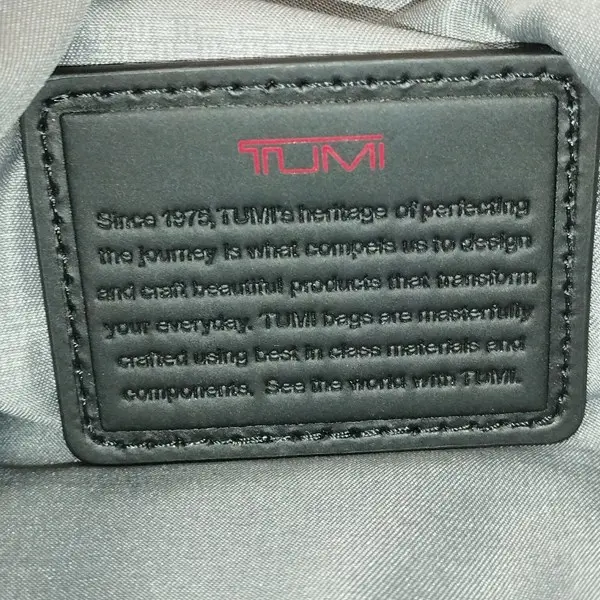 TUMI
Since 1975, TUMI's heritage of perfecting
the journey is what compels us to design
and craft beautiful products that transform
your everyday. TUMI bags are masterfully
crafted using best in class materials and
components. See the world with TUMI.